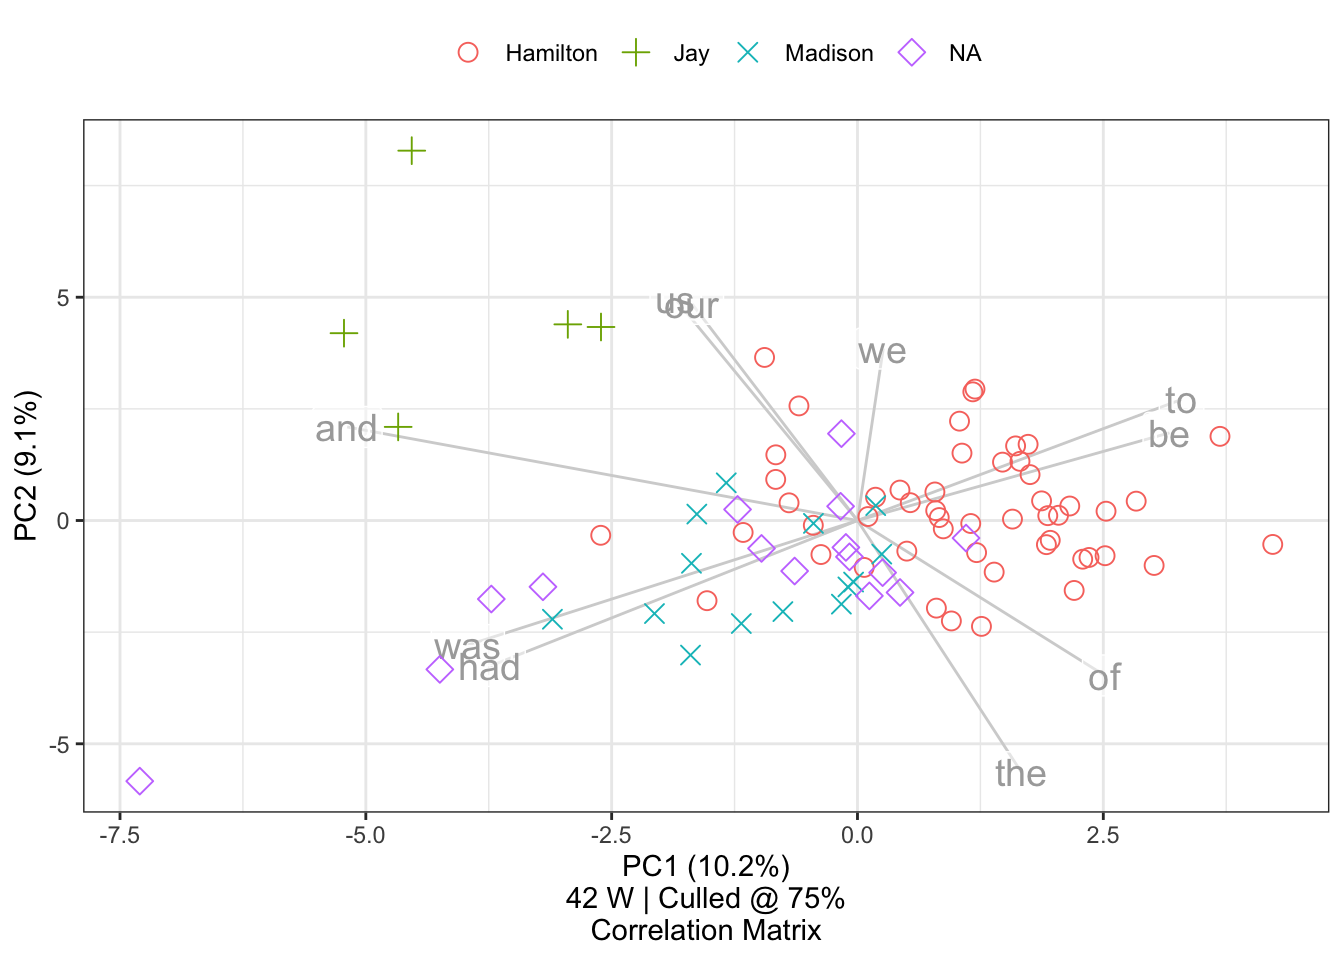 Hamilton Jay Madison NA
us
our
we
to
be
and
was
had
of
the
5
0
-5
PC2 (9.1%)
-7.5 -5.0 -2.5 0.0 2.5
PC1 (10.2%)
42 W | Culled @ 75%
Correlation Matrix